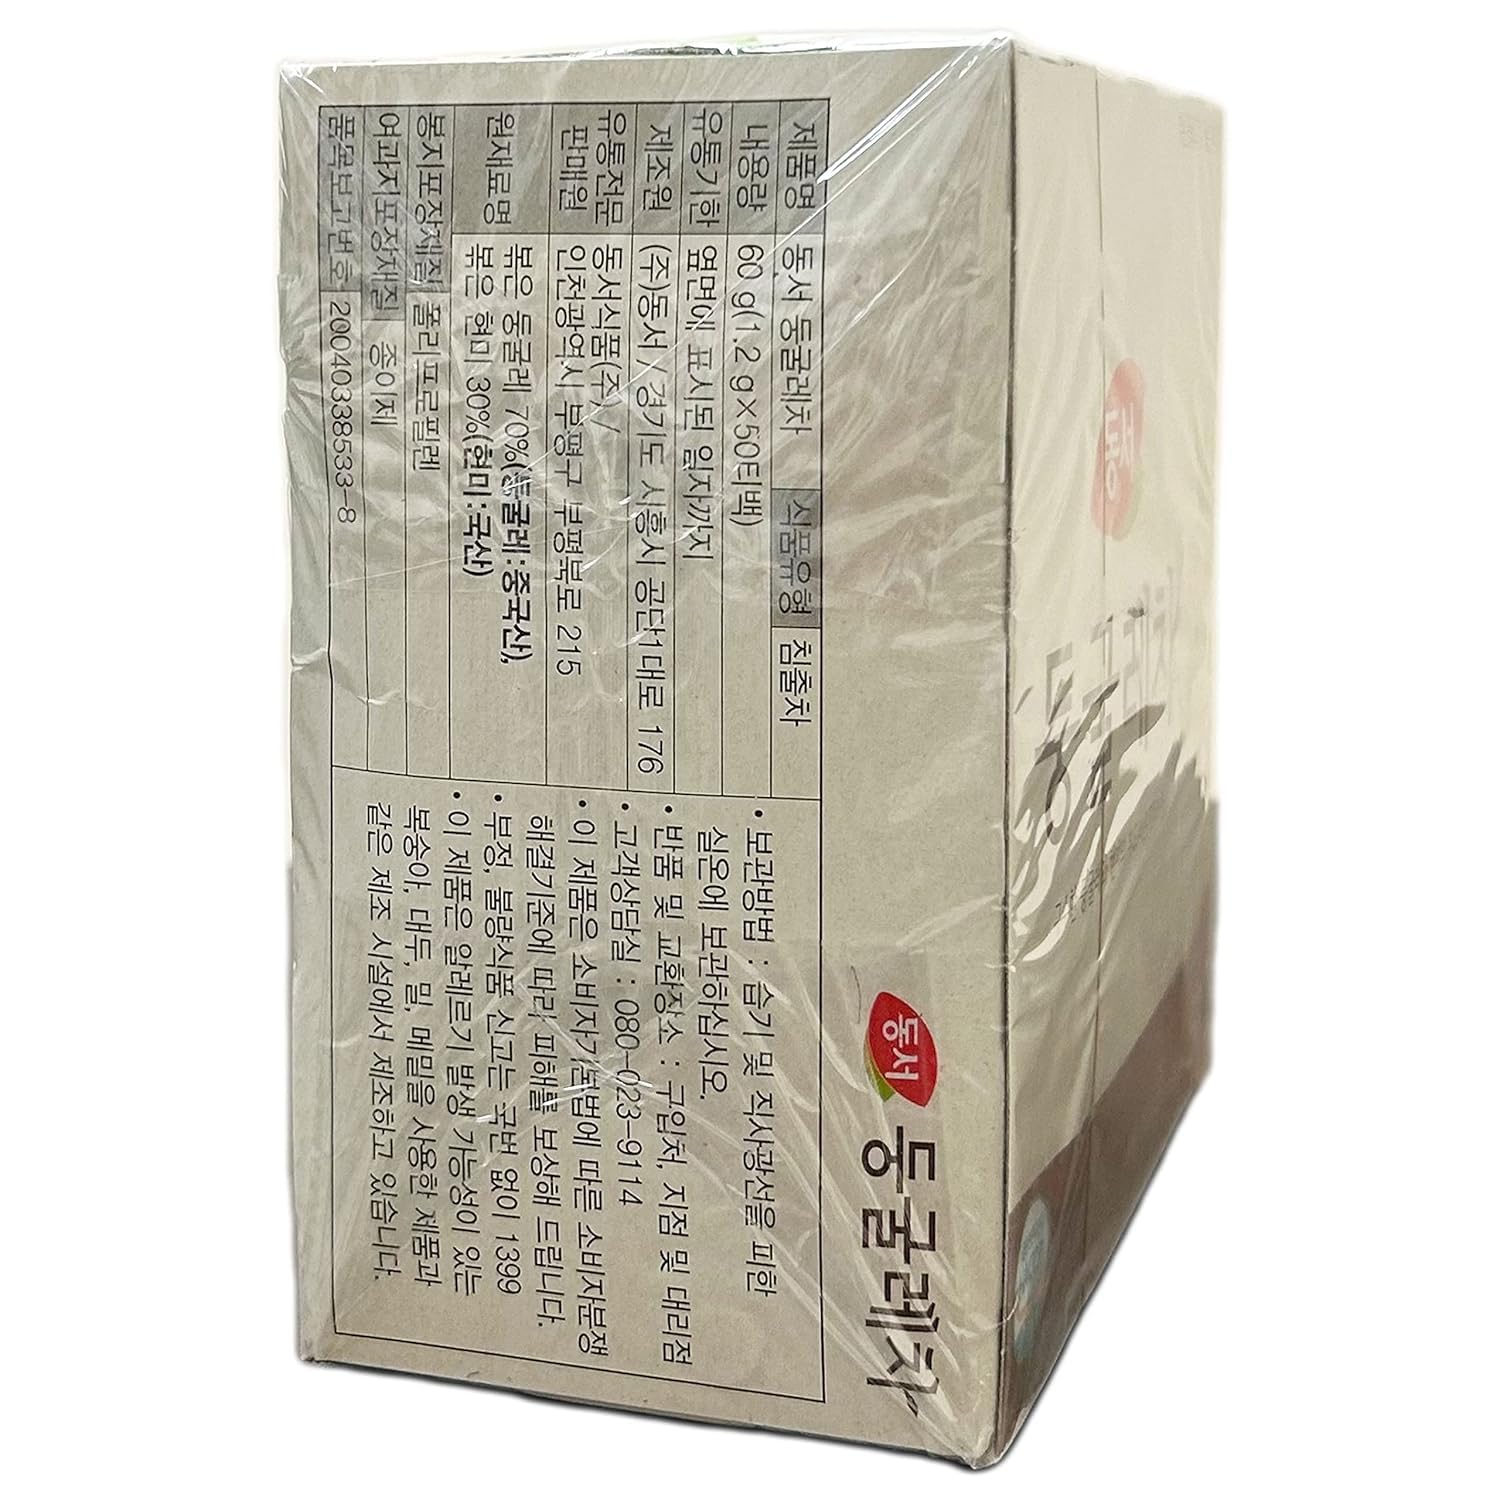 동서 둥굴레차
제품명 동서 둥굴레차 식품유형 침출차
내용량 60 g(1.2 g×50티백)
유통기한 옆면에 표시된 일자까지
제조원 (주)동서 / 경기도 시흥시 공단1대로 176
유통전문 동서식품(주) /
판매원 인천광역시 부평구 부평북로 215
원재료명 볶은 둥굴레 70%(둥굴레:중국산),
볶은 현미 30%(현미:국산)
봉지포장재질 폴리프로필렌
여과지포장재질 종이제
품목보고번호 20040338533-8
• 보관방법 : 습기 및 직사광선을 피한
실온에 보관하십시오.
• 반품 및 교환장소 : 구입처, 지점 및 대리점
• 고객상담실 : 080-023-9114
• 이 제품은 소비자기본법에 따른 소비자분쟁
해결기준에 따라 피해를 보상해 드립니다.
• 부정, 불량식품 신고는 국번 없이 1399
• 이 제품은 알레르기 발생 가능성이 있는
복숭아, 대두, 밀, 메밀을 사용한 제품과
같은 제조 시설에서 제조하고 있습니다.
동서
둥굴레차